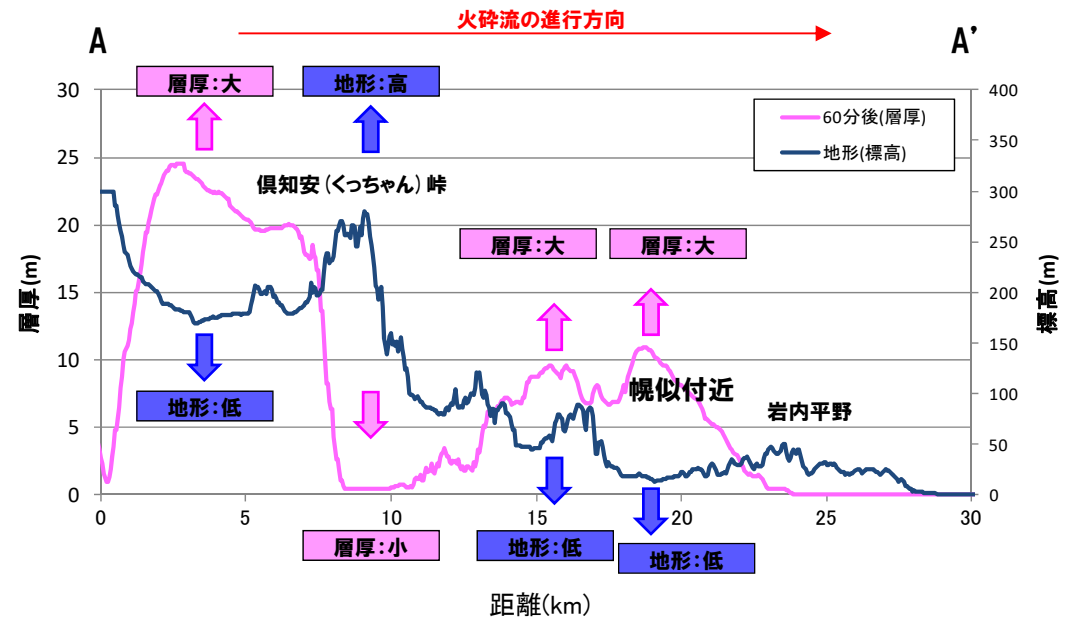 火砕流の進行方向
A
A'
層厚:大
地形:高
30
400
60分後(層厚)
地形(標高)
350
25
倶知安(くっちゃん)峠
300
20
250
層厚:大
層厚:大
層厚(m)
15
200
標高(m)
150
10
地形:低
幌似付近
100
岩内平野
5
50
0
0
0
5
10
15
20
25
30
層厚:小
地形:低
地形:低
距離(km)